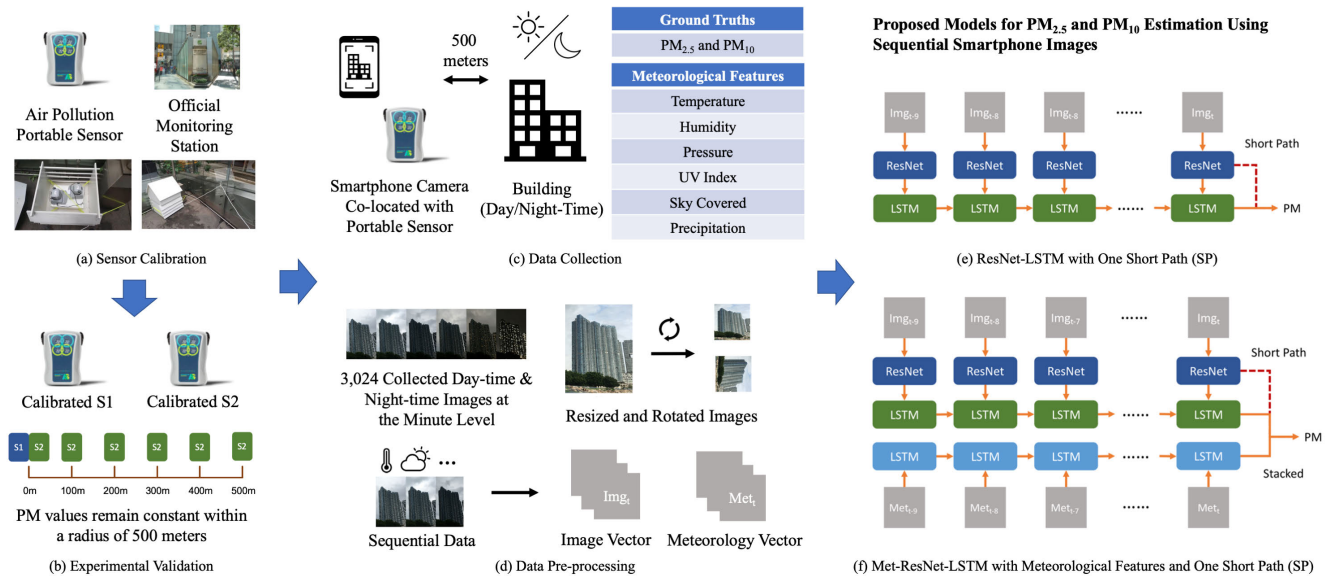 Air Pollution
Portable Sensor
Official
Monitoring
Station
(a) Sensor Calibration
Calibrated S1
Calibrated S2
S1
S2
S2
S2
S2
S2
S2
0m
100m
200m
300m
400m
500m
PM values remain constant within
a radius of 500 meters
(b) Experimental Validation
500
meters
Smartphone Camera
Co-located with
Portable Sensor
Building
(Day/Night-Time)
Ground Truths
PM2.5 and PM10
Meteorological Features
Temperature
Humidity
Pressure
UV Index
Sky Covered
Precipitation
(c) Data Collection
3,024 Collected Day-time &
Night-time Images at
the Minute Level
Resized and Rotated Images
...
Sequential Data
Imgt
Image Vector
Mett
Meteorology Vector
(d) Data Pre-processing
Proposed Models for PM2.5 and PM10 Estimation Using
Sequential Smartphone Images
Imgt-9
Imgt-8
Imgt-8
......
Imgt
Short Path
ResNet
ResNet
ResNet
ResNet
LSTM
LSTM
LSTM
......
LSTM
PM
(e) ResNet-LSTM with One Short Path (SP)
Imgt-9
Imgt-8
Imgt-7
......
Imgt
Short Path
ResNet
ResNet
ResNet
ResNet
LSTM
LSTM
LSTM
......
LSTM
PM
LSTM
LSTM
LSTM
......
LSTM
Stacked
Mett-9
Mett-8
Mett-7
......
Mett
(f) Met-ResNet-LSTM with Meteorological Features and One Short Path (SP)